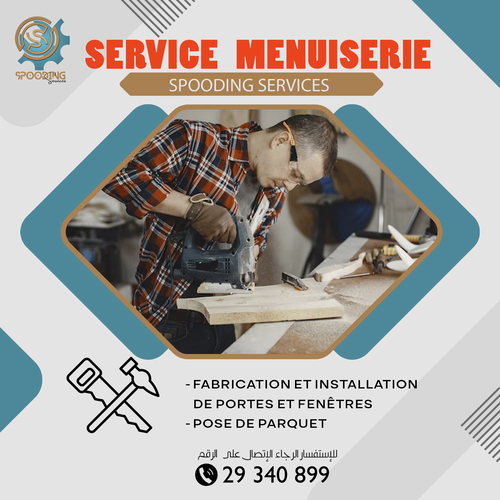 SPOODING
Services
SERVICE MENUISERIE
SPOODING SERVICES
- FABRICATION ET INSTALLATION
DE PORTES ET FENÊTRES
- POSE DE PARQUET
للإستفسار الرجاء الإتصال على الرقم
29 340 899